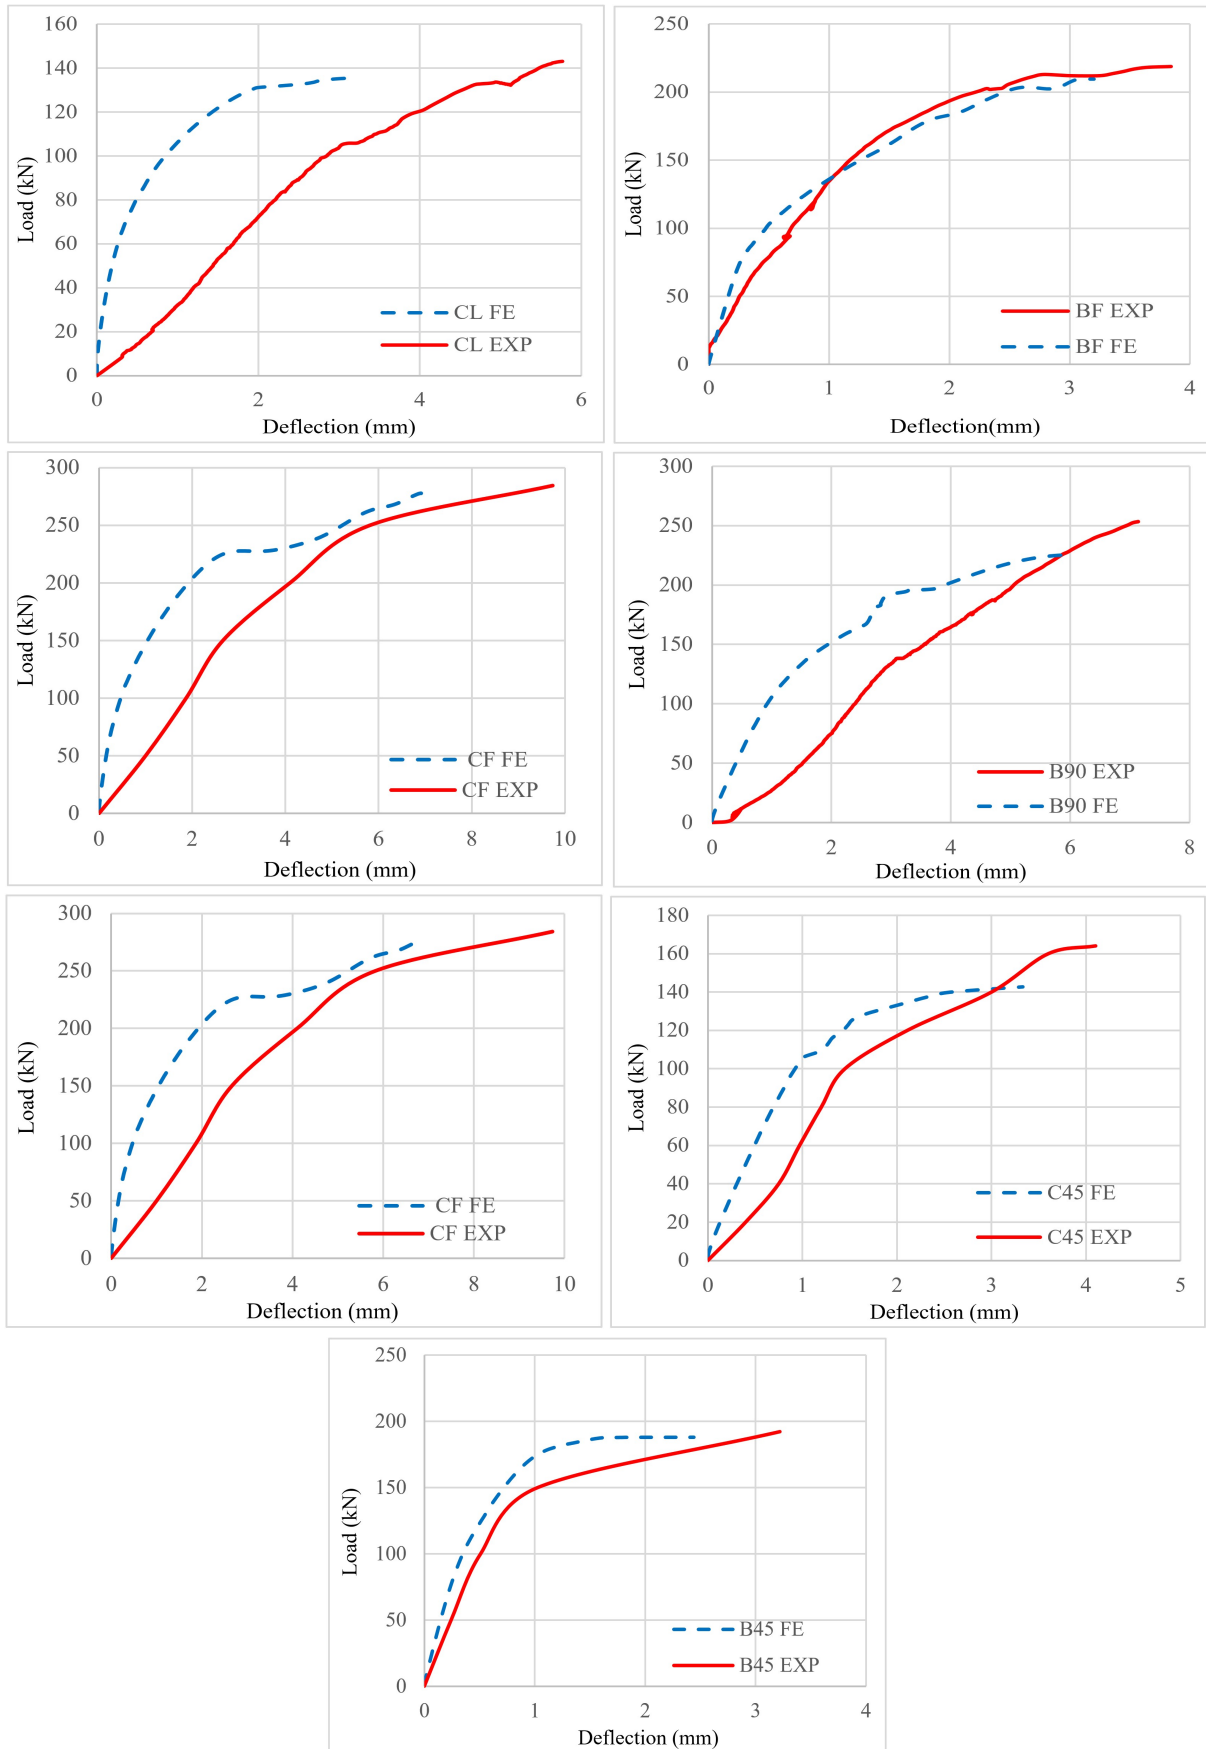 160
140
120
100
80
60
40
20
0
Load (kN)
0 2 4 6
Deflection (mm)
CL FE
CL EXP
250
200
150
100
50
0
Load (kN)
0 1 2 3 4
Deflection(mm)
BF EXP
BF FE
300
250
200
150
100
50
0
Load (kN)
0 2 4 6 8 10
Deflection (mm)
CF FE
CF EXP
300
250
200
150
100
50
0
Load (kN)
0 2 4 6 8
Deflection (mm)
B90 EXP
B90 FE
300
250
200
150
100
50
0
Load (kN)
0 2 4 6 8 10
Deflection (mm)
CF FE
CF EXP
180
160
140
120
100
80
60
40
20
0
Load (kN)
0 1 2 3 4 5
Deflection (mm)
C45 FE
C45 EXP
250
200
150
100
50
0
Load (kN)
0 1 2 3 4
Deflection (mm)
B45 FE
B45 EXP